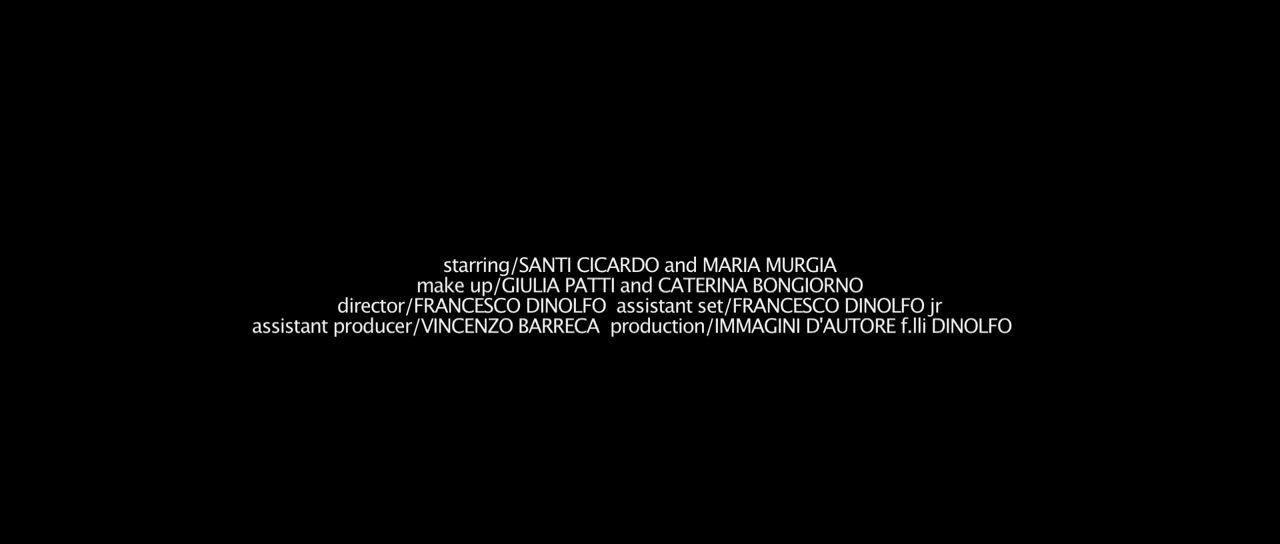 starring/SANTI CICARDO and MARIA MURGIA
make up/GIULIA PATTI and CATERINA BONGIORNO
director/FRANCESCO DINOLFO  assistant set/FRANCESCO DINOLFO jr
assistant producer/VINCENZO BARRECA  production/IMMAGINI D'AUTORE f.lli DINOLFO